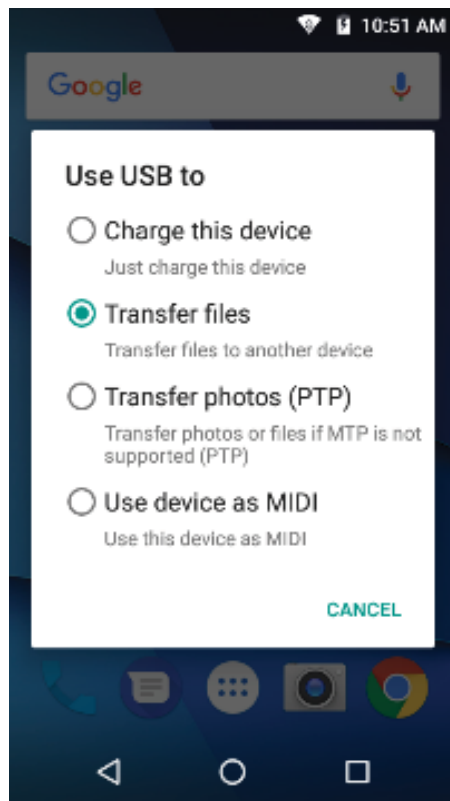 10:51 AM
Google
Use USB to
Charge this device
Just charge this device
Transfer files
Transfer files to another device
Transfer photos (PTP)
Transfer photos or files if MTP is not
supported (PTP)
Use device as MIDI
Use this device as MIDI
CANCEL